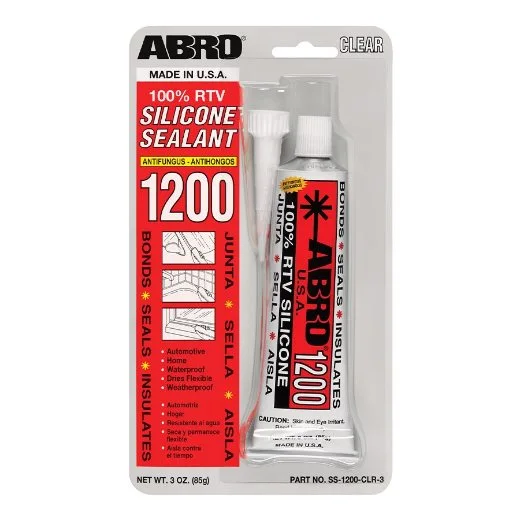 ABRO®
CLEAR
MADE IN U.S.A.
100% RTV
SILICONE
SEALANT
ANTIFUNGUS - ANTIHONGOS
1200
BONDS * SEALS * INSULATES
JUNTA * SELLA * AISLA
• Automotive
• Home
• Waterproof
• Dries Flexible
• Weatherproof
• Automotriz
• Hogar
• Resistente al agua
• Seca y permanece
flexible
• Aisla contra
el tiempo
NET WT. 3 OZ. (85g)
PART NO. SS-1200-CLR-3
JUNTA * SELLA * AISLA
100% RTV SILICONE
U.S.A.
ABRO® 1200
BONDS * SEALS * INSULATES
CAUTION: Skin and Eye Irritant.
MADE IN U.S.A.